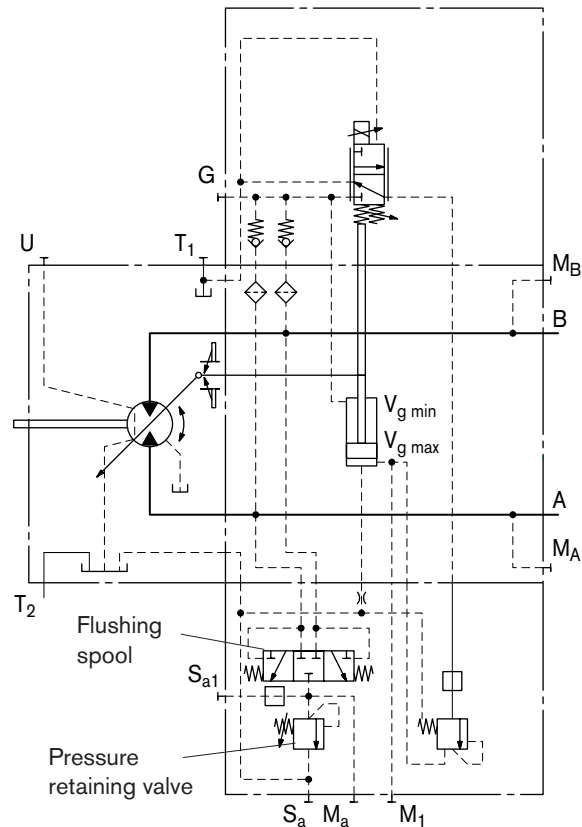 G
U
T1
MB
B
Vg min
Vg max
A
MA
T2
Flushing
spool
Sa1
Pressure
retaining valve
Sa
Ma
M1